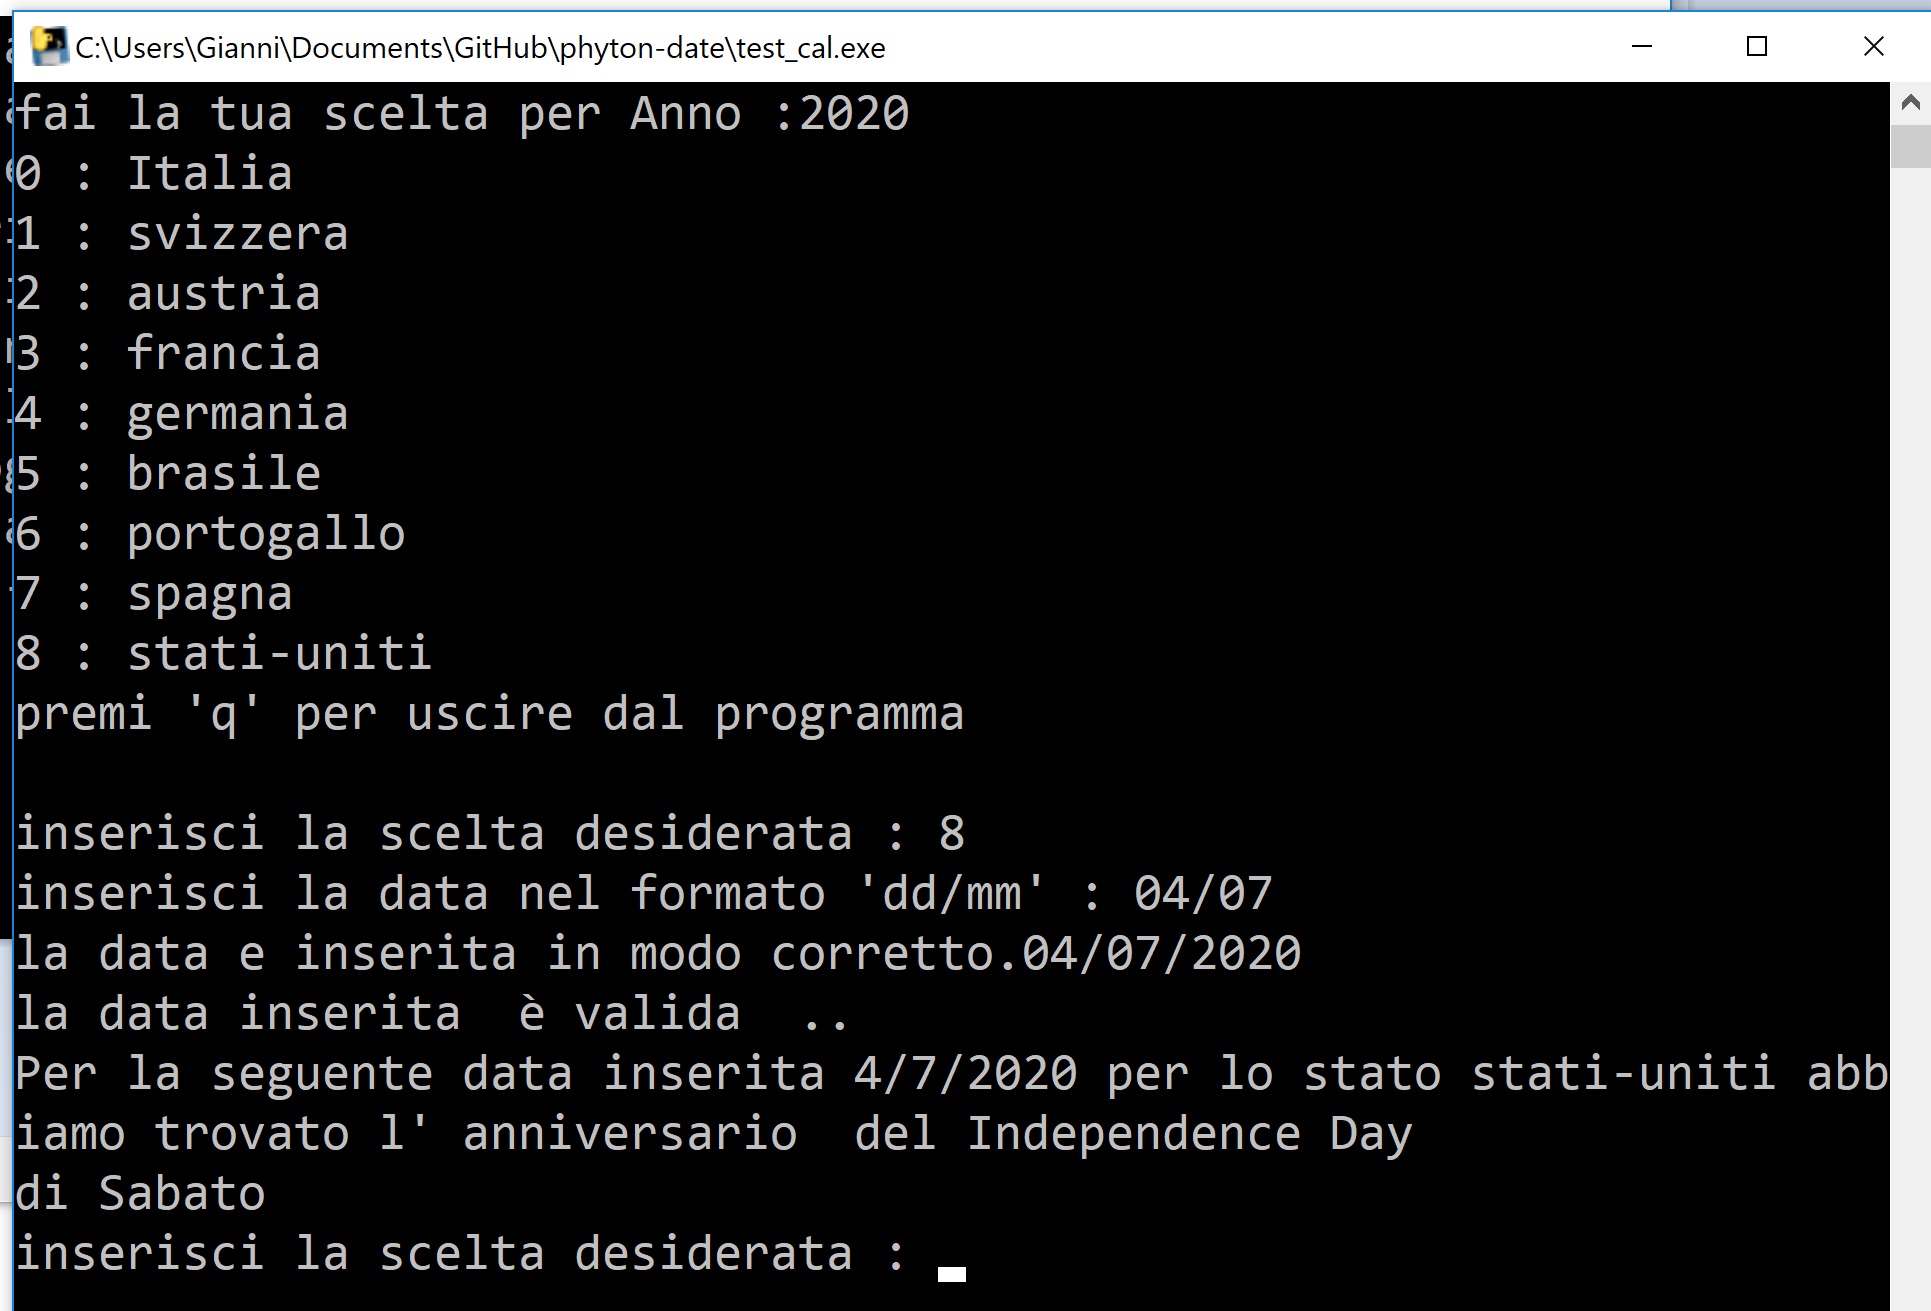 C:\Users\Gianni\Documents\GitHub\phyton-date\test_cal.exe
fai la tua scelta per Anno :2020
0 : Italia
1 : svizzera
2 : austria
3 : francia
4 : germania
5 : brasile
6 : portogallo
7 : spagna
8 : stati-uniti
premi 'q' per uscire dal programma
inserisci la scelta desiderata : 8
inserisci la data nel formato 'dd/mm' : 04/07
la data e inserita in modo corretto.04/07/2020
la data inserita  è valida  ..
Per la seguente data inserita 4/7/2020 per lo stato stati-uniti abb
iamo trovato l' anniversario  del Independence Day
di Sabato
inserisci la scelta desiderata :